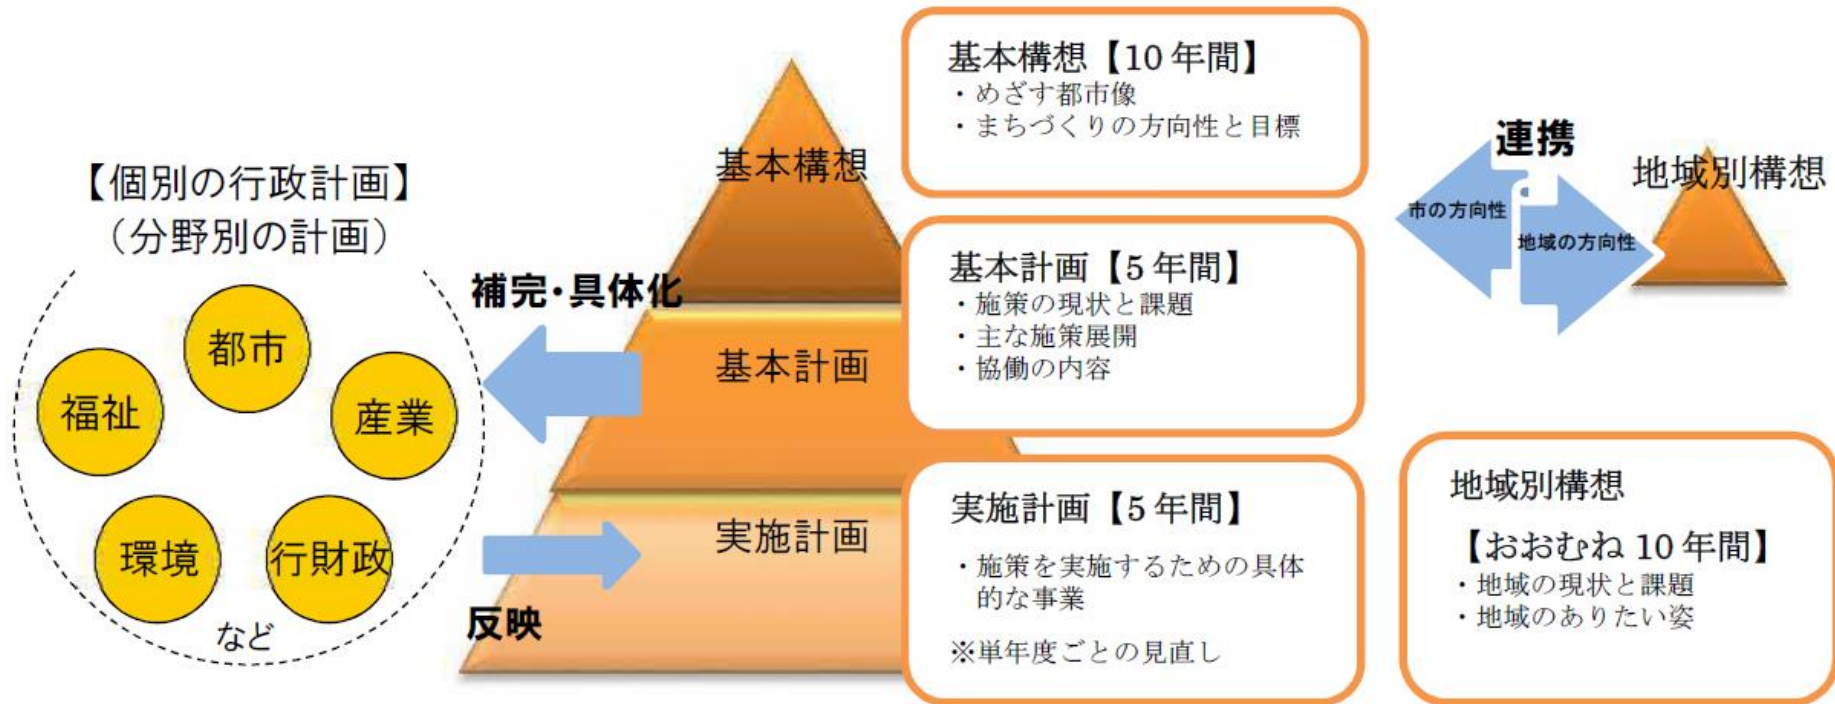 【個別の行政計画】
（分野別の計画）
都市
福祉
産業
環境
行財政
など
補完･具体化
反映
基本構想
基本計画
実施計画
基本構想【10年間】
・めざす都市像
・まちづくりの方向性と目標
基本計画【5年間】
・施策の現状と課題
・主な施策展開
・協働の内容
実施計画【5年間】
・施策を実施するための具体
的な事業
※単年度ごとの見直し
連携
市の方向性
地域の方向性
地域別構想
地域別構想
【おおむね10年間】
・地域の現状と課題
・地域のありたい姿